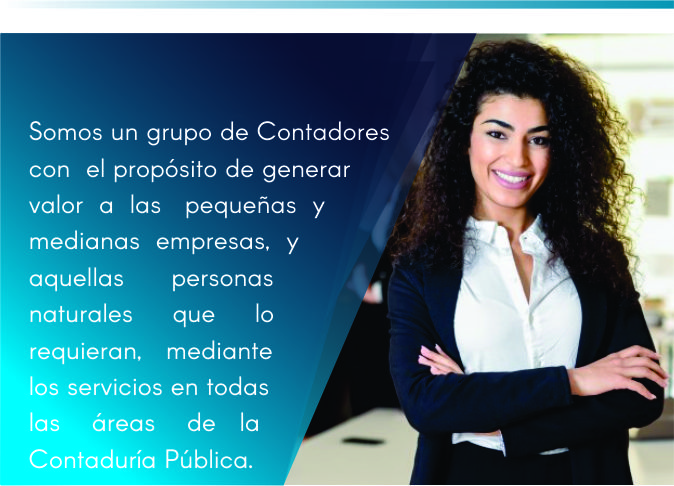 Somos un grupo de Contadores
con el propósito de generar
valor a las pequeñas y
medianas empresas, y
aquellas personas
naturales que lo
requieran, mediante
los servicios en todas
las áreas de la
Contaduría Pública.